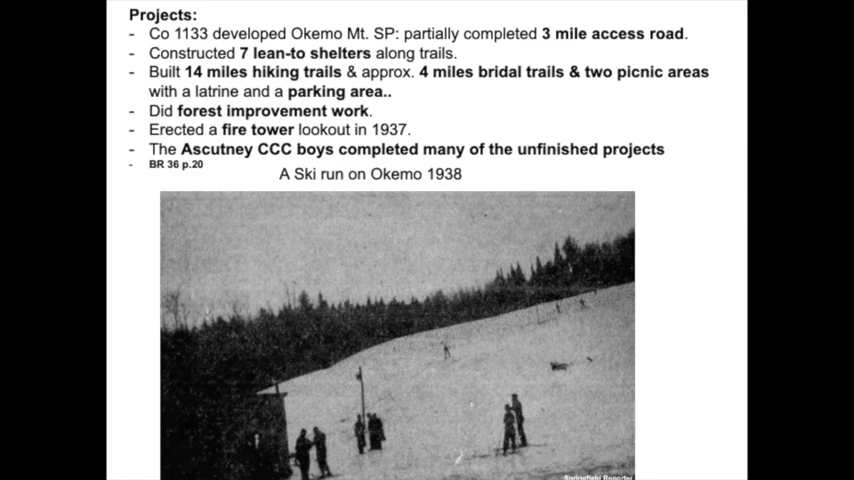 Projects:
- Co 1133 developed Okemo Mt. SP: partially completed 3 mile access road.
- Constructed 7 lean-to shelters along trails.
- Built 14 miles hiking trails & approx. 4 miles bridal trails & two picnic areas
with a latrine and a parking area..
- Did forest improvement work.
- Erected a fire tower lookout in 1937.
- The Ascutney CCC boys completed many of the unfinished projects
- BR 36 p.20
A Ski run on Okemo 1938
Springfield Reporter